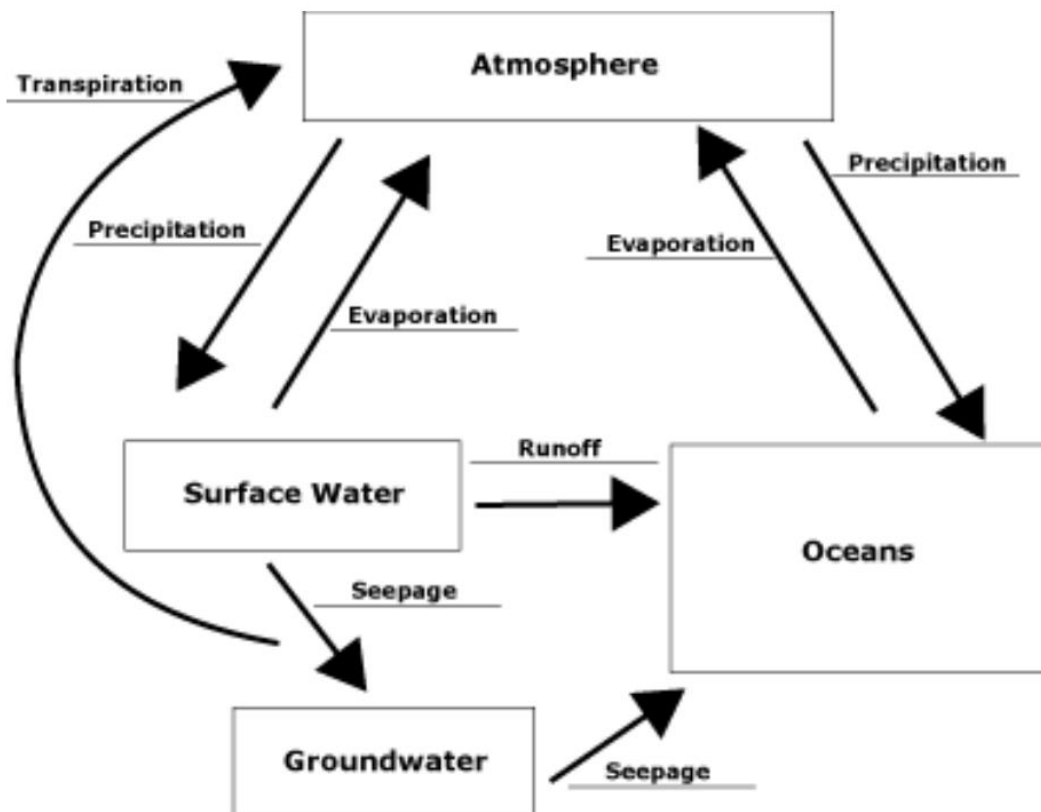 Atmosphere
Transpiration
Precipitation
Precipitation
Evaporation
Evaporation
Runoff
Surface Water
Oceans
Seepage
Groundwater
Seepage